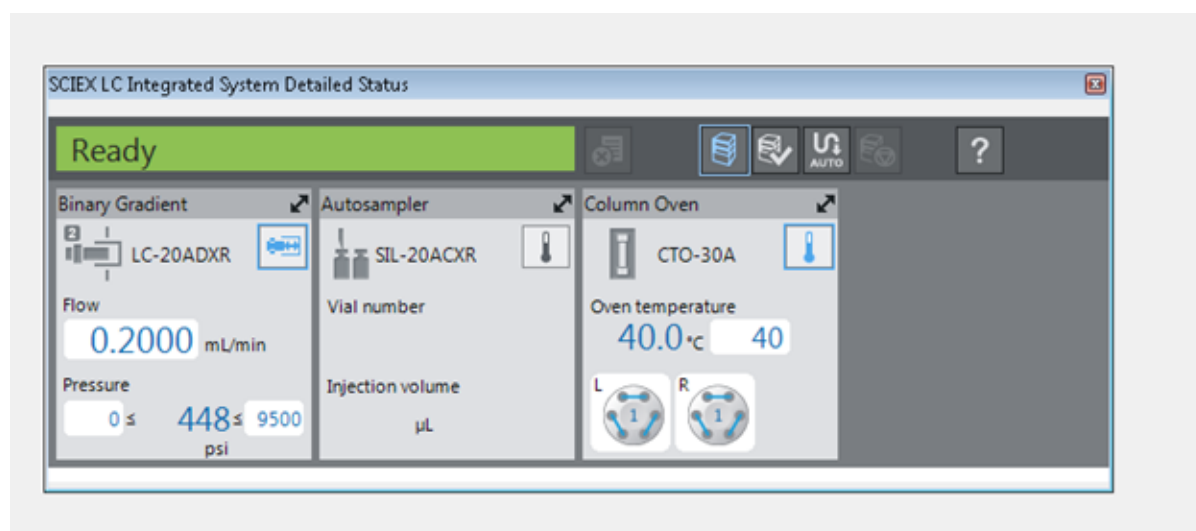 SCIEX LC Integrated System Detailed Status
Ready
AUTO
?
Binary Gradient
2
LC-20ADXR
Flow
0.2000 mL/min
Pressure
0 ≤ 448 ≤ 9500
psi
Autosampler
SIL-20ACXR
Vial number
Injection volume
µL
Column Oven
CTO-30A
Oven temperature
40.0 °C 40
L 1 R 1